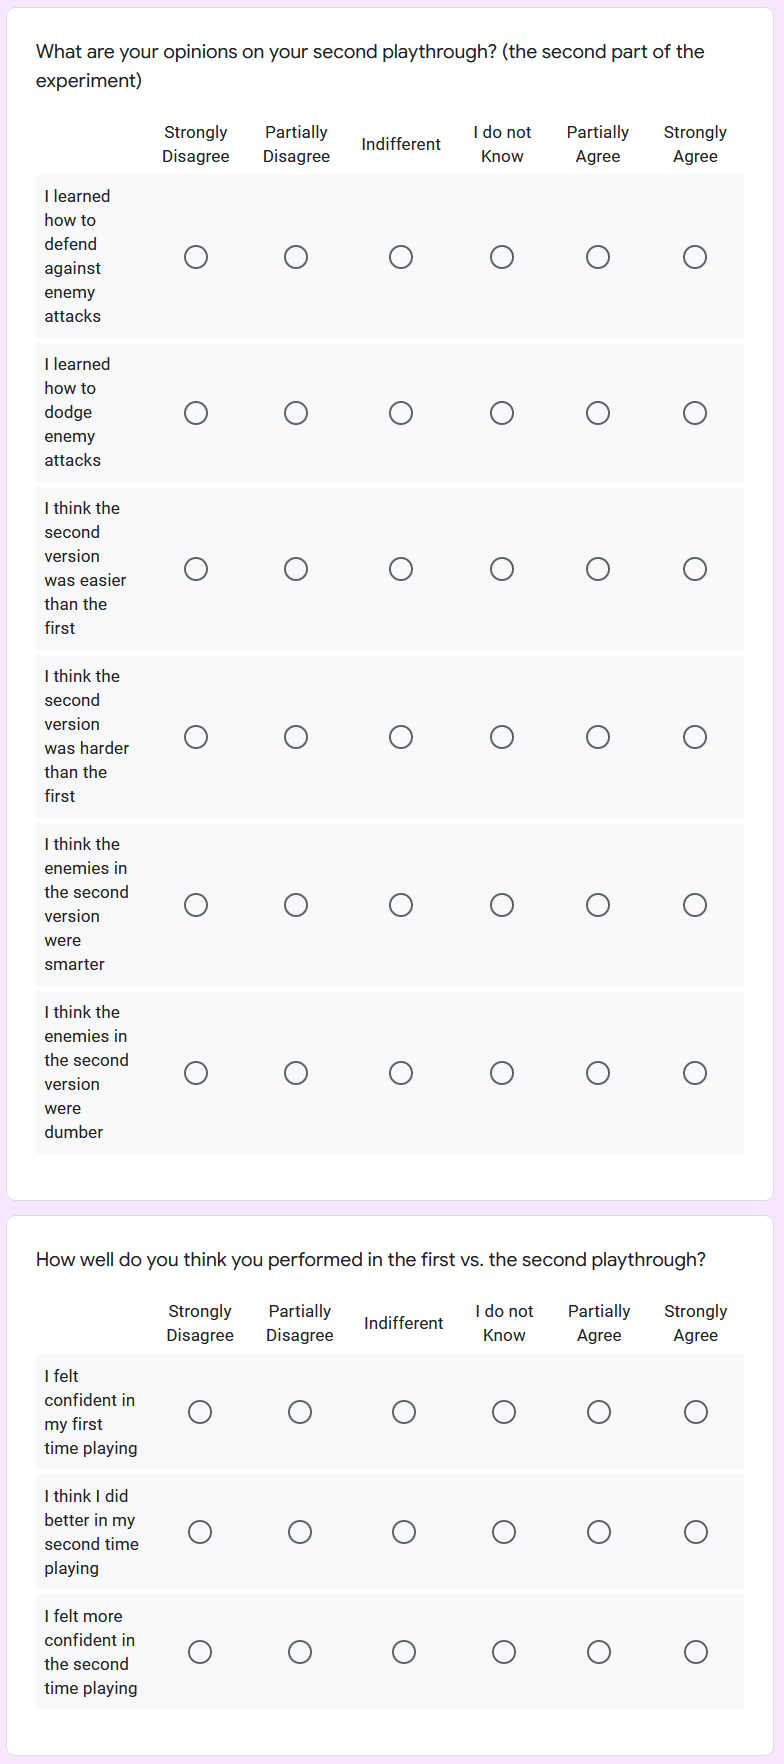 What are your opinions on your second playthrough? (the second part of the
experiment)
Strongly Disagree Partially Disagree Indifferent I do not Know Partially Agree Strongly Agree
I learned
how to
defend
against
enemy
attacks
I learned
how to
dodge
enemy
attacks
I think the
second
version
was easier
than the
first
I think the
second
version
was harder
than the
first
I think the
enemies in
the second
version
were
smarter
I think the
enemies in
the second
version
were
dumber
How well do you think you performed in the first vs. the second playthrough?
Strongly Disagree Partially Disagree Indifferent I do not Know Partially Agree Strongly Agree
I felt
confident in
my first
time playing
I think I did
better in my
second time
playing
I felt more
confident in
the second
time playing